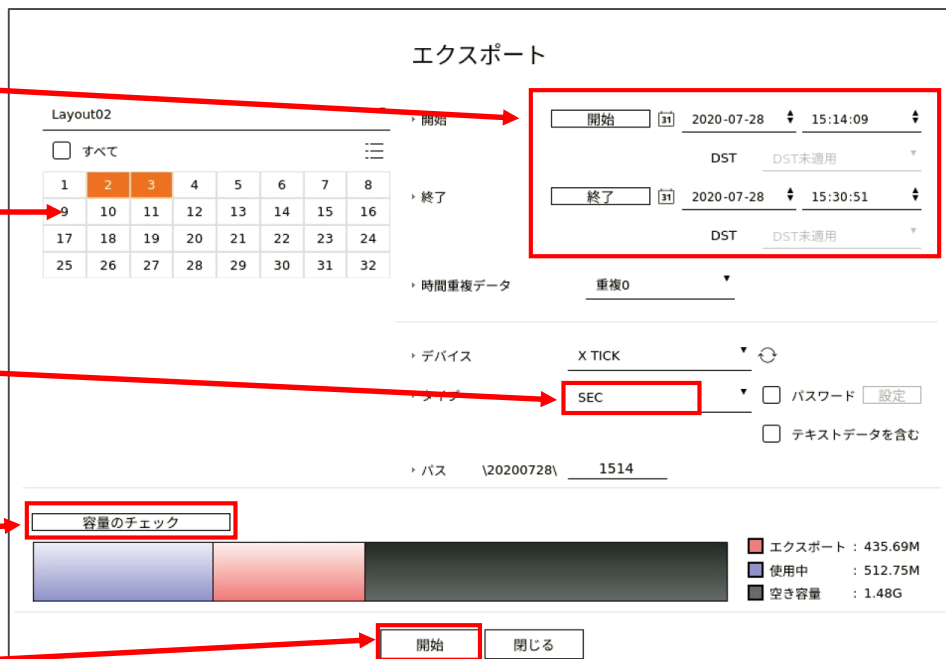 エクスポート
Layout02
すべて
1 2 3 4 5 6 7 8
9 10 11 12 13 14 15 16
17 18 19 20 21 22 23 24
25 26 27 28 29 30 31 32
開始 開始 31 2020-07-28 15:14:09
DST DST未適用
終了 終了 31 2020-07-28 15:30:51
DST DST未適用
時間重複データ 重複0
デバイス X TICK
タイプ SEC パスワード 設定
テキストデータを含む
パス \20200728\ 1514
容量のチェック
エクスポート : 435.69M
使用中 : 512.75M
空き容量 : 1.48G
開始 閉じる